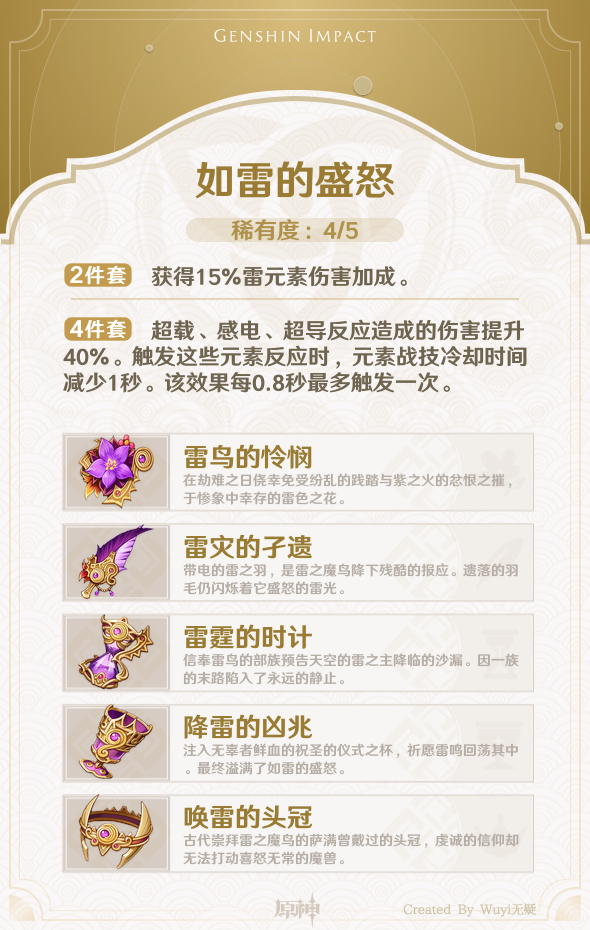 GENSHIN IMPACT
如雷的盛怒
稀有度：4/5
2件套 获得15%雷元素伤害加成。
4件套 超载、感电、超导反应造成的伤害提升
40%。触发这些元素反应时，元素战技冷却时间
减少1秒。该效果每0.8秒最多触发一次。
雷鸟的怜悯
在劫难之日侥幸免受纷乱的践踏与紫之火的忿恨之摧，
于惨象中幸存的雷色之花。
雷灾的孑遗
带电的雷之羽，是雷之魔鸟降下残酷的报应。遗落的羽
毛仍闪烁着它盛怒的雷光。
雷霆的时计
信奉雷鸟的部族预告天空的雷之主降临的沙漏。因一族
的末路陷入了永远的静止。
降雷的凶兆
注入无辜者鲜血的祝圣的仪式之杯，祈愿雷鸣回荡其中
。最终溢满了如雷的盛怒。
唤雷的头冠
古代崇拜雷之魔鸟的萨满曾戴过的头冠，虔诚的信仰却
无法打动喜怒无常的魔兽。
原神
Created By Wuyi无疑